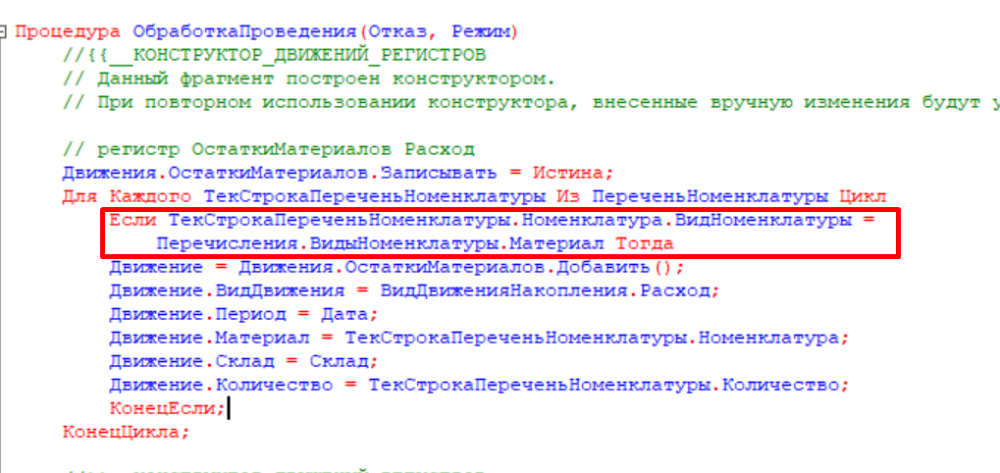 Процедура ОбработкаПроведения(Отказ, Режим)
//{{__КОНСТРУКТОР_ДВИЖЕНИЙ_РЕГИСТРОВ
// Данный фрагмент построен конструктором.
// При повторном использовании конструктора, внесенные вручную изменения будут у
// регистр ОстаткиМатериалов Расход
Движения.ОстаткиМатериалов.Записывать = Истина;
Для Каждого ТекСтрокаПереченьНоменклатуры Из ПереченьНоменклатуры Цикл
Если ТекСтрокаПереченьНоменклатуры.Номенклатура.ВидНоменклатуры =
Перечисления.ВидыНоменклатуры.Материал Тогда
Движение = Движения.ОстаткиМатериалов.Добавить();
Движение.ВидДвижения = ВидДвиженияНакопления.Расход;
Движение.Период = Дата;
Движение.Материал = ТекСтрокаПереченьНоменклатуры.Номенклатура;
Движение.Склад = Склад;
Движение.Количество = ТекСтрокаПереченьНоменклатуры.Количество;
КонецЕсли;
КонецЦикла;